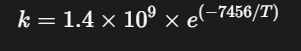 k = 1.4 × 10⁹ × e^(−7456/T)